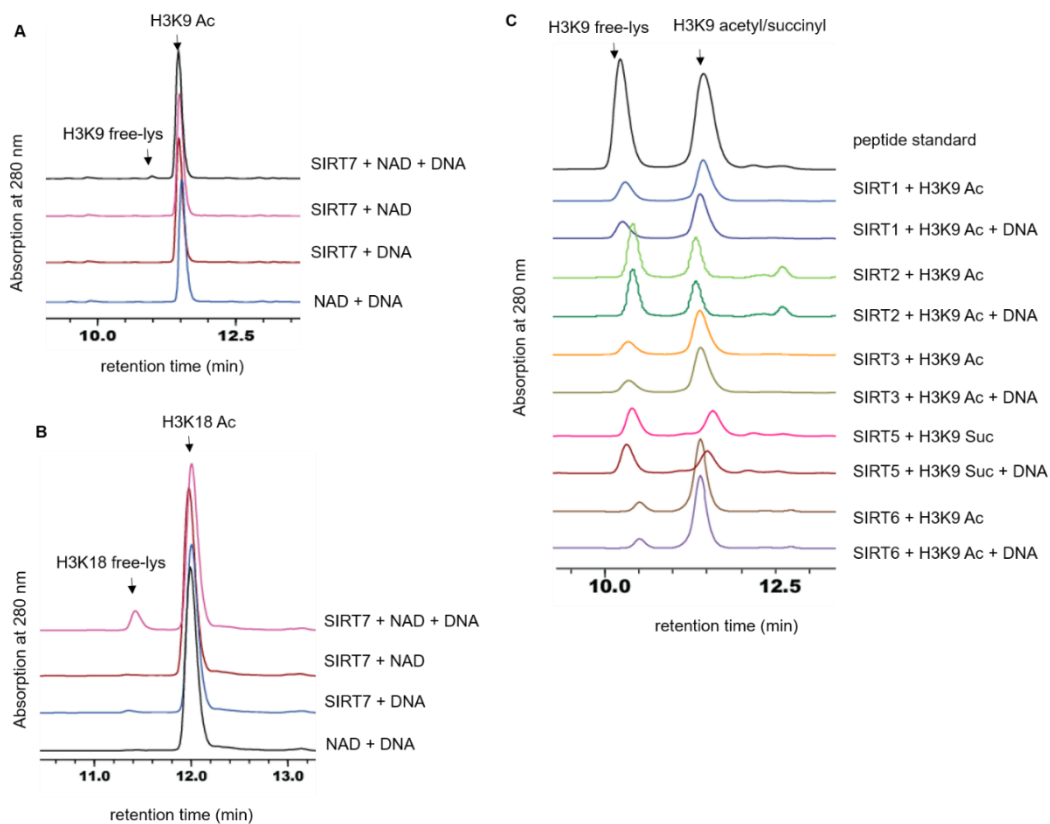 A
H3K9 Ac
H3K9 free-lys
SIRT7 + NAD + DNA
SIRT7 + NAD
SIRT7 + DNA
NAD + DNA
Absorption at 280 nm
10.0 12.5
retention time (min)
B
H3K18 Ac
H3K18 free-lys
SIRT7 + NAD + DNA
SIRT7 + NAD
SIRT7 + DNA
NAD + DNA
Absorption at 280 nm
11.0 12.0 13.0
retention time (min)
C
H3K9 free-lys
H3K9 acetyl/succinyl
peptide standard
SIRT1 + H3K9 Ac
SIRT1 + H3K9 Ac + DNA
SIRT2 + H3K9 Ac
SIRT2 + H3K9 Ac + DNA
SIRT3 + H3K9 Ac
SIRT3 + H3K9 Ac + DNA
SIRT5 + H3K9 Suc
SIRT5 + H3K9 Suc + DNA
SIRT6 + H3K9 Ac
SIRT6 + H3K9 Ac + DNA
Absorption at 280 nm
10.0 12.5
retention time (min)